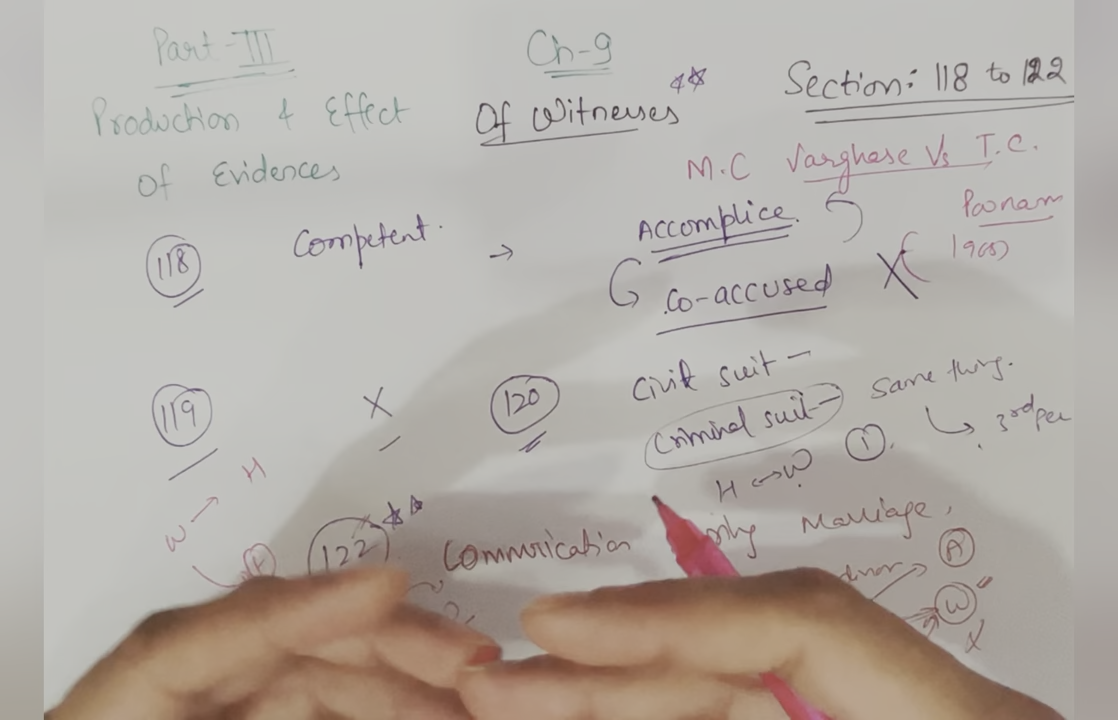 Part-III
Production & Effect
Of Evidences
Ch-9
Of Witnesses
Section: 118 to 122
M.C Varghese Vs T.C.
Poonam
118
Competent.
→
Accomplice.
Co-accused
X
119
X
120
Civil suit -
Criminal suit -
Same thing.
3rd per
H ↔ W
1
W → H
H
122
Communication
only Marriage,
A
W
X